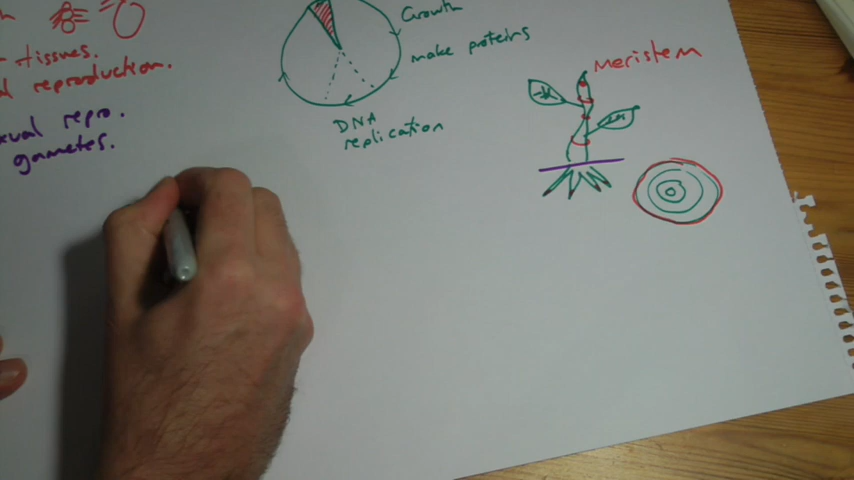 tissues.
reproduction.
repro.
gametes.
Growth
make proteins
DNA
replication
Meristem